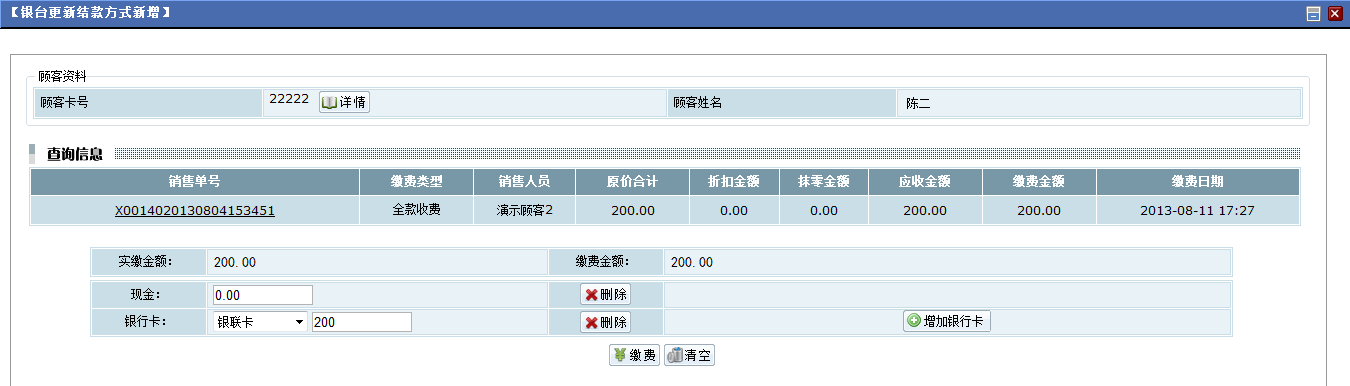 【银台更新结款方式新增】
顾客资料
顾客卡号 22222 详情 顾客姓名 陈二
查询信息
销售单号 缴费类型 销售人员 原价合计 折扣金额 抹零金额 应收金额 缴费金额 缴费日期
X0014020130804153451 全款收费 演示顾客2 200.00 0.00 0.00 200.00 200.00 2013-08-11 17:27
实缴金额： 200.00 缴费金额： 200.00
现金： 0.00 删除
银行卡： 银联卡 200 删除 增加银行卡
缴费 清空